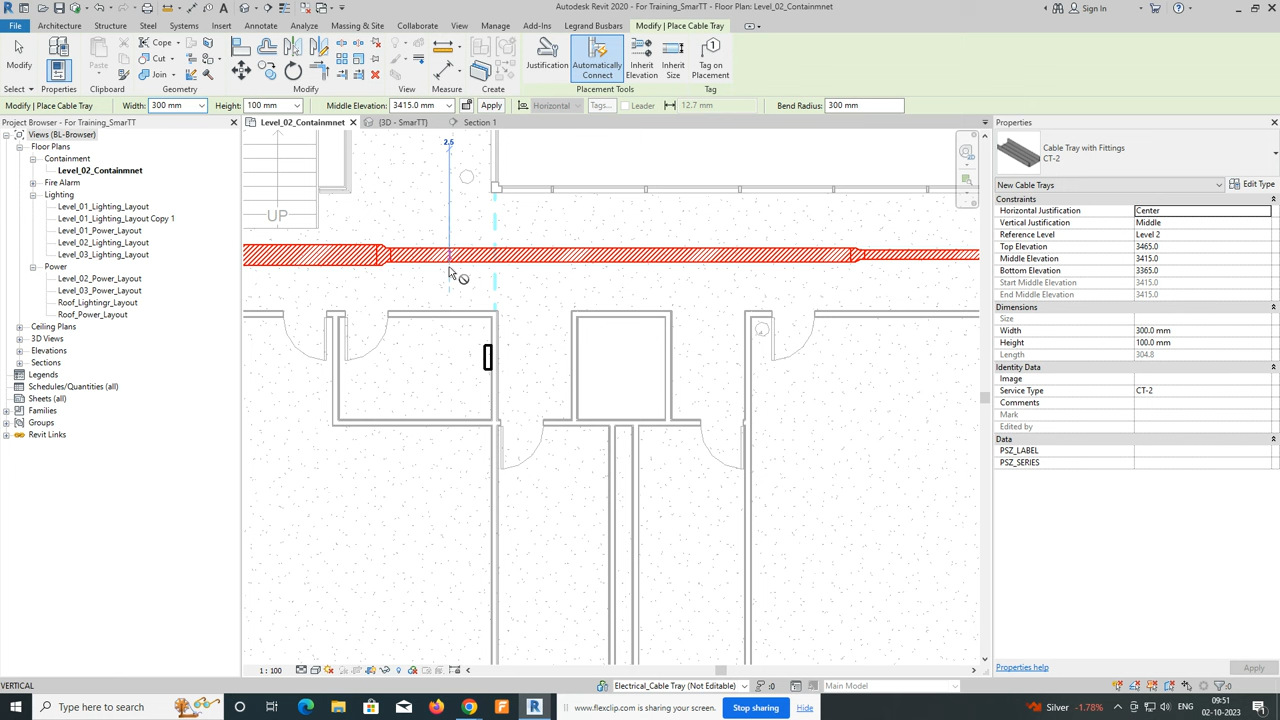 Autodesk Revit 2020 - For Training_SmarTT - Floor Plan: Level_02_Containmnet
Sign In
File Architecture Structure Steel Systems Insert Annotate Analyze Massing & Site Collaborate View Manage Add-Ins Legrand Busbars Modify | Place Cable Tray
Modify Paste Cope Cut Join Justification Automatically Connect Inherit Elevation Inherit Size Tag on Placement
Select Properties Clipboard Geometry Modify View Measure Create Placement Tools Tag
Modify | Place Cable Tray Width: 300 mm Height: 100 mm Middle Elevation: 3415.0 mm Apply Horizontal Tags... Leader 12.7 mm Bend Radius: 300 mm
Project Browser - For Training_SmarTT
Views (BL-Browser)
Floor Plans
Containment
Level_02_Containmnet
Fire Alarm
Lighting
Level_01_Lighting_Layout
Level_01_Lighting_Layout Copy 1
Level_01_Power_Layout
Level_02_Lighting_Layout
Level_03_Lighting_Layout
Power
Level_02_Power_Layout
Level_03_Power_Layout
Roof_Lightingr_Layout
Roof_Power_Layout
Ceiling Plans
3D Views
Elevations
Sections
Legends
Schedules/Quantities (all)
Sheets (all)
Families
Groups
Revit Links
Level_02_Containmnet
{3D - SmarTT}
Section 1
2.5
UP
2D
1 : 100
Properties
Cable Tray with Fittings
CT-2
New Cable Trays Edit Type
Constraints
Horizontal Justification Center
Vertical Justification Middle
Reference Level Level 2
Top Elevation 3465.0
Middle Elevation 3415.0
Bottom Elevation 3365.0
Start Middle Elevation 3415.0
End Middle Elevation 3415.0
Dimensions
Size
Width 300.0 mm
Height 100.0 mm
Length 304.8
Identity Data
Image
Service Type CT-2
Comments
Mark
Edited by
Data
PSZ_LABEL
PSZ_SERIES
Properties help Apply
VERTICAL Electrical_Cable Tray (Not Editable) :0 Main Model :0
Type here to search
www.flexclip.com is sharing your screen. Stop sharing Hide
Silver -1.78% ENG 09:51
02-10-2023